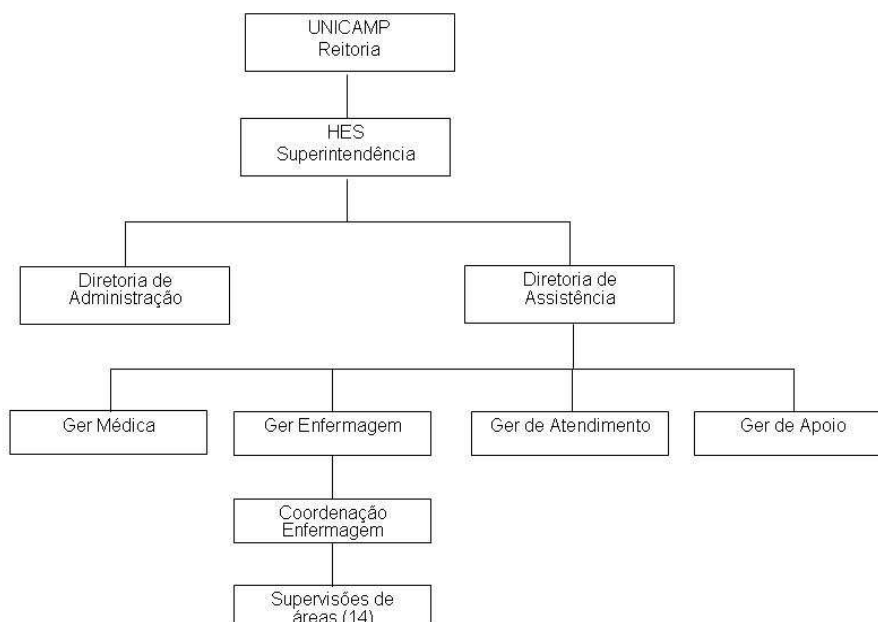 UNICAMP
Reitoria
HES
Superintendência
Diretoria de
Administração
Diretoria de
Assistência
Ger Médica
Ger Enfermagem
Ger de Atendimento
Ger de Apoio
Coordenação
Enfermagem
Supervisões de
áreas (14)